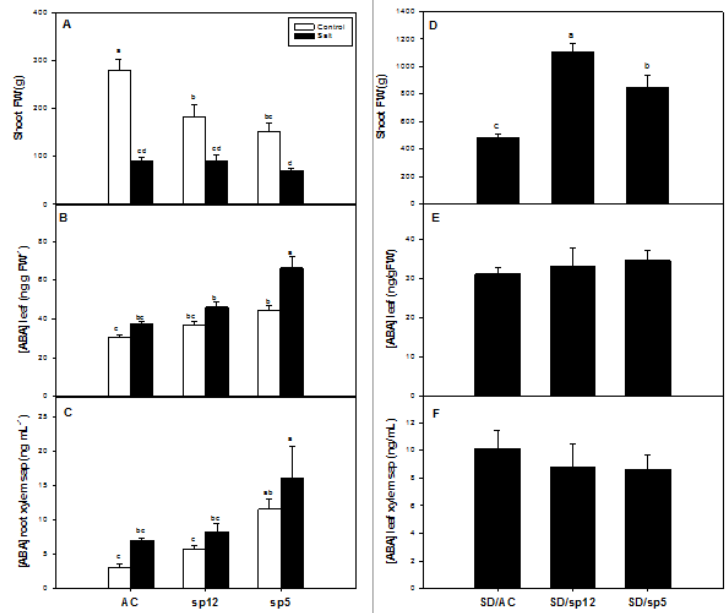 A
Control
Salt
Shoot FW(g)
400
300
200
100
0
a
cd
b
cd
bc
d
B
[ABA] leaf (ng g FW⁻¹)
60
40
20
0
c
bc
bc
b
b
a
C
[ABA] root xylem sap (ng mL⁻¹)
25
20
15
10
5
0
c
bc
c
bc
ab
a
AC sp12 sp5
D
Shoot FW(g)
1400
1200
1000
800
600
400
200
0
c
a
b
E
[ABA] leaf (ng/gFW)
40
30
20
10
0
F
[ABA] leaf xylem sap (ng/mL)
12
10
8
6
4
2
0
SD/AC SD/sp12 SD/sp5